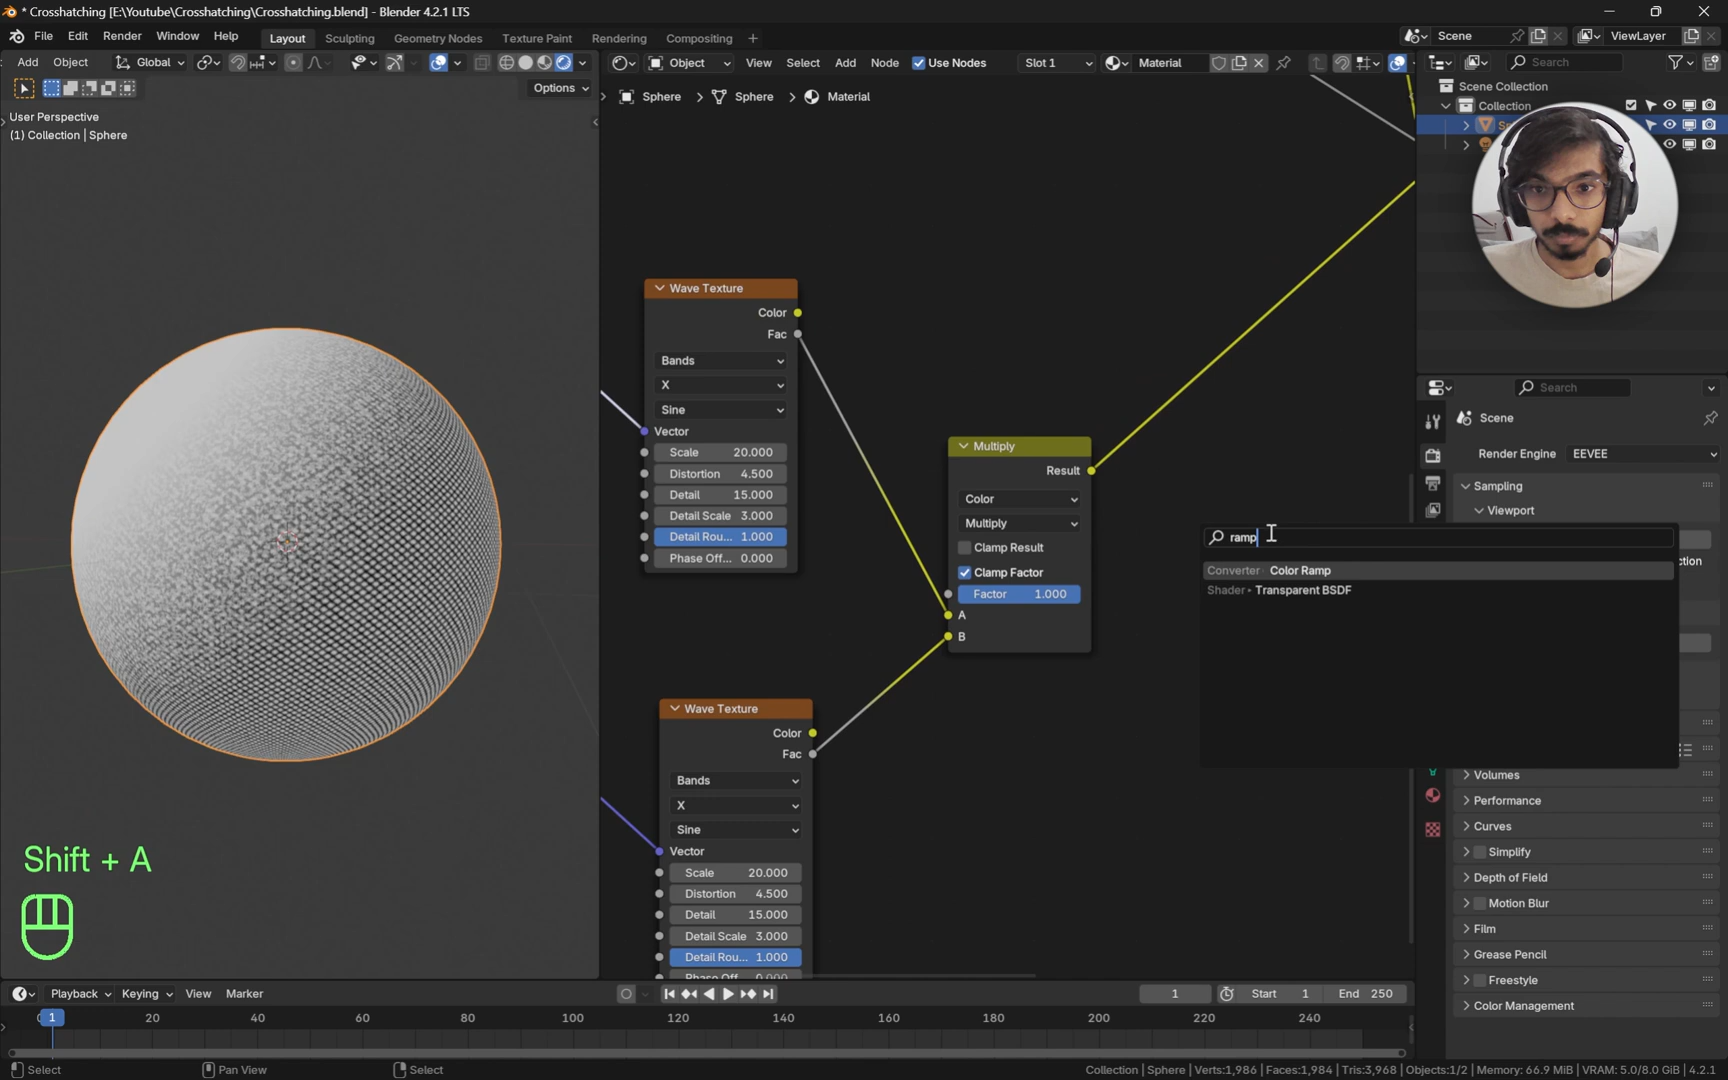 * Crosshatching [E:\Youtube\Crosshatching\Crosshatching.blend] - Blender 4.2.1 LTS
File Edit Render Window Help Layout Sculpting Geometry Nodes Texture Paint Rendering Compositing + Scene ViewLayer
Add Object Global Object View Select Add Node Use Nodes Slot 1 Material Search
Options
Sphere > Sphere > Material
Scene Collection
Collection
User Perspective
(1) Collection | Sphere
Wave Texture
Color
Fac
Bands
X
Sine
Vector
Scale 20.000
Distortion 4.500
Detail 15.000
Detail Scale 3.000
Detail Rou... 1.000
Phase Off... 0.000
Multiply
Result
Color
Multiply
Clamp Result
Clamp Factor
Factor 1.000
A
B
Wave Texture
Color
Fac
Bands
X
Sine
Vector
Scale 20.000
Distortion 4.500
Detail 15.000
Detail Scale 3.000
Detail Rou... 1.000
ramp
Converter Color Ramp
Shader Transparent BSDF
Search
Scene
Render Engine EEVEE
Sampling
Viewport
Volumes
Performance
Curves
Simplify
Depth of Field
Motion Blur
Film
Grease Pencil
Freestyle
Color Management
Shift + A
Playback Keying View Marker 1 Start 1 End 250
1 20 40 60 80 100 120 140 160 180 200 220 240
Select Pan View Select Collection | Sphere | Verts:1,986 | Faces:1,984 | Tris:3,968 | Objects:1/2 | Memory: 66.9 MiB | VRAM: 5.0/8.0 GiB | 4.2.1